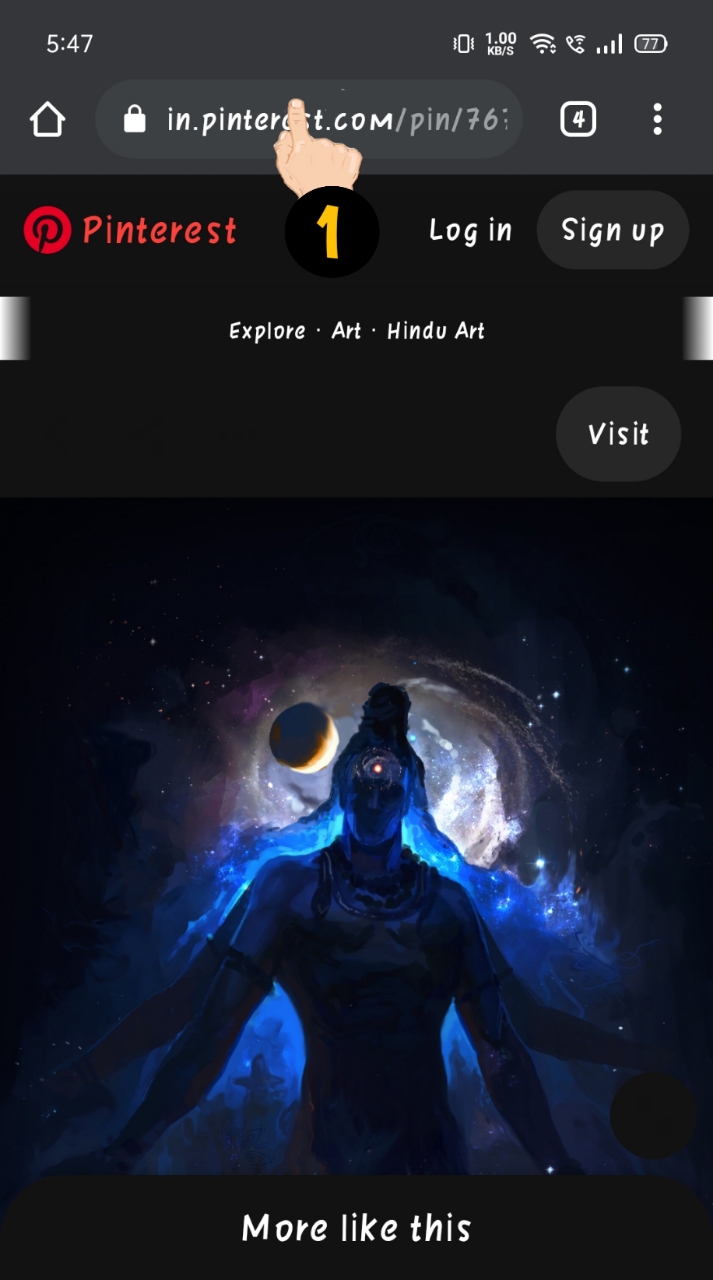 5:47 1.00 KB/S 77
in.pinterest.com/pin/76 4
Pinterest 1 Log in Sign up
Explore · Art · Hindu Art
Visit
More like this